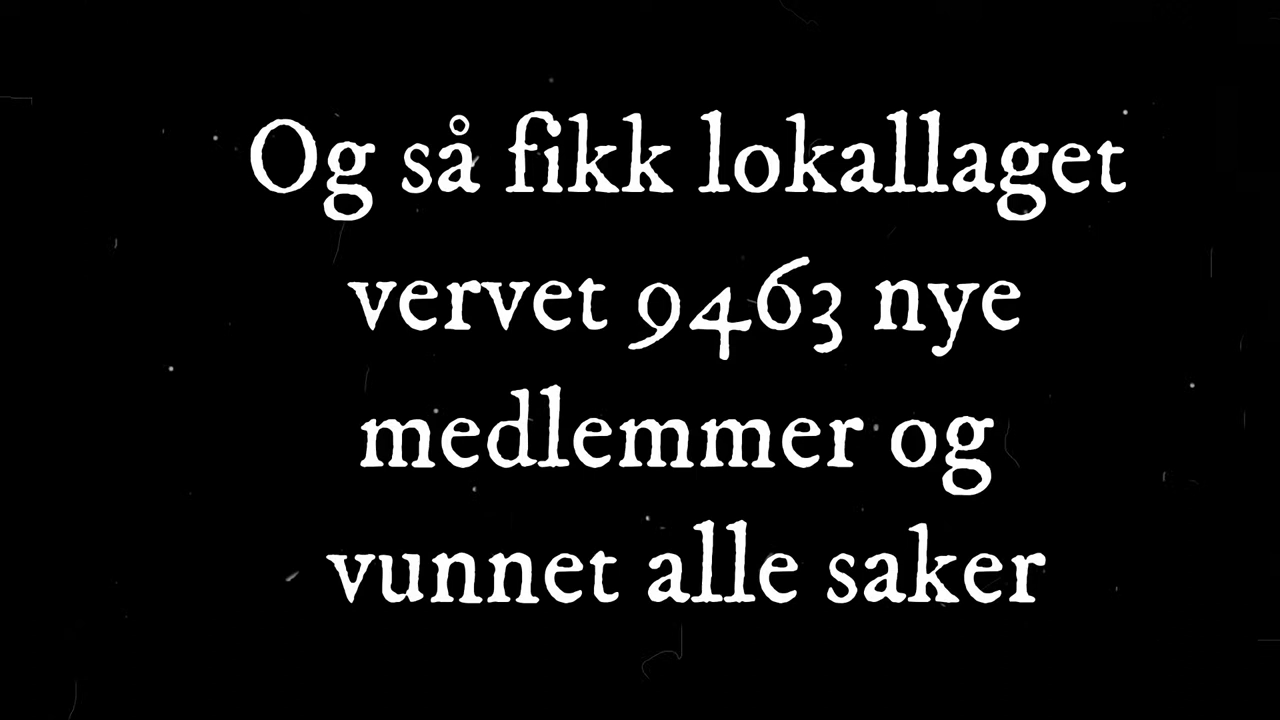 Og så fikk lokallaget
vervet 9463 nye
medlemmer og
vunnet alle saker